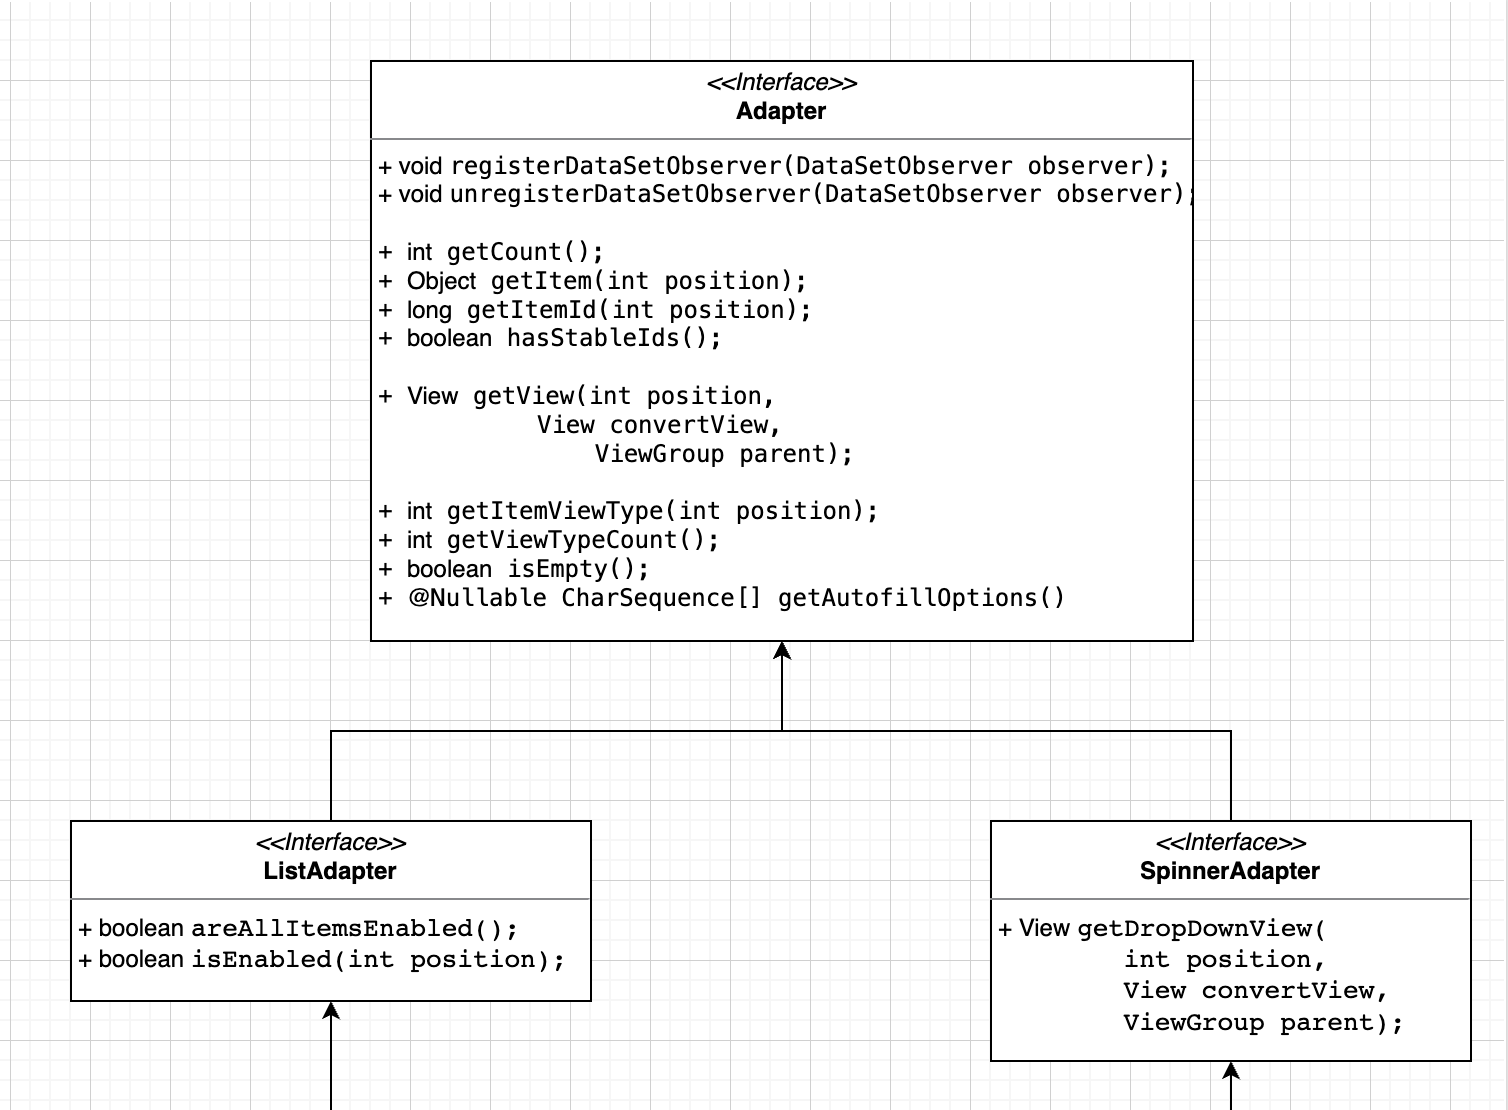 <<Interface>>
Adapter
+ void registerDataSetObserver(DataSetObserver observer);
+ void unregisterDataSetObserver(DataSetObserver observer);
+ int getCount();
+ Object getItem(int position);
+ long getItemId(int position);
+ boolean hasStableIds();
+ View getView(int position,
View convertView,
ViewGroup parent);
+ int getItemViewType(int position);
+ int getViewTypeCount();
+ boolean isEmpty();
+ @Nullable CharSequence[] getAutofillOptions()
<<Interface>>
ListAdapter
+ boolean areAllItemsEnabled();
+ boolean isEnabled(int position);
<<Interface>>
SpinnerAdapter
+ View getDropDownView(
int position,
View convertView,
ViewGroup parent);